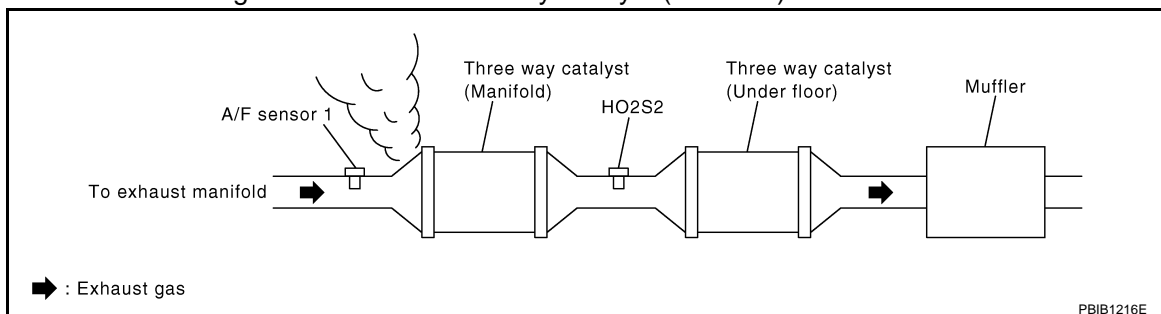 Three way catalyst
(Manifold)
Three way catalyst
(Under floor)
Muffler
HO2S2
A/F sensor 1
To exhaust manifold
: Exhaust gas
PBIB1216E